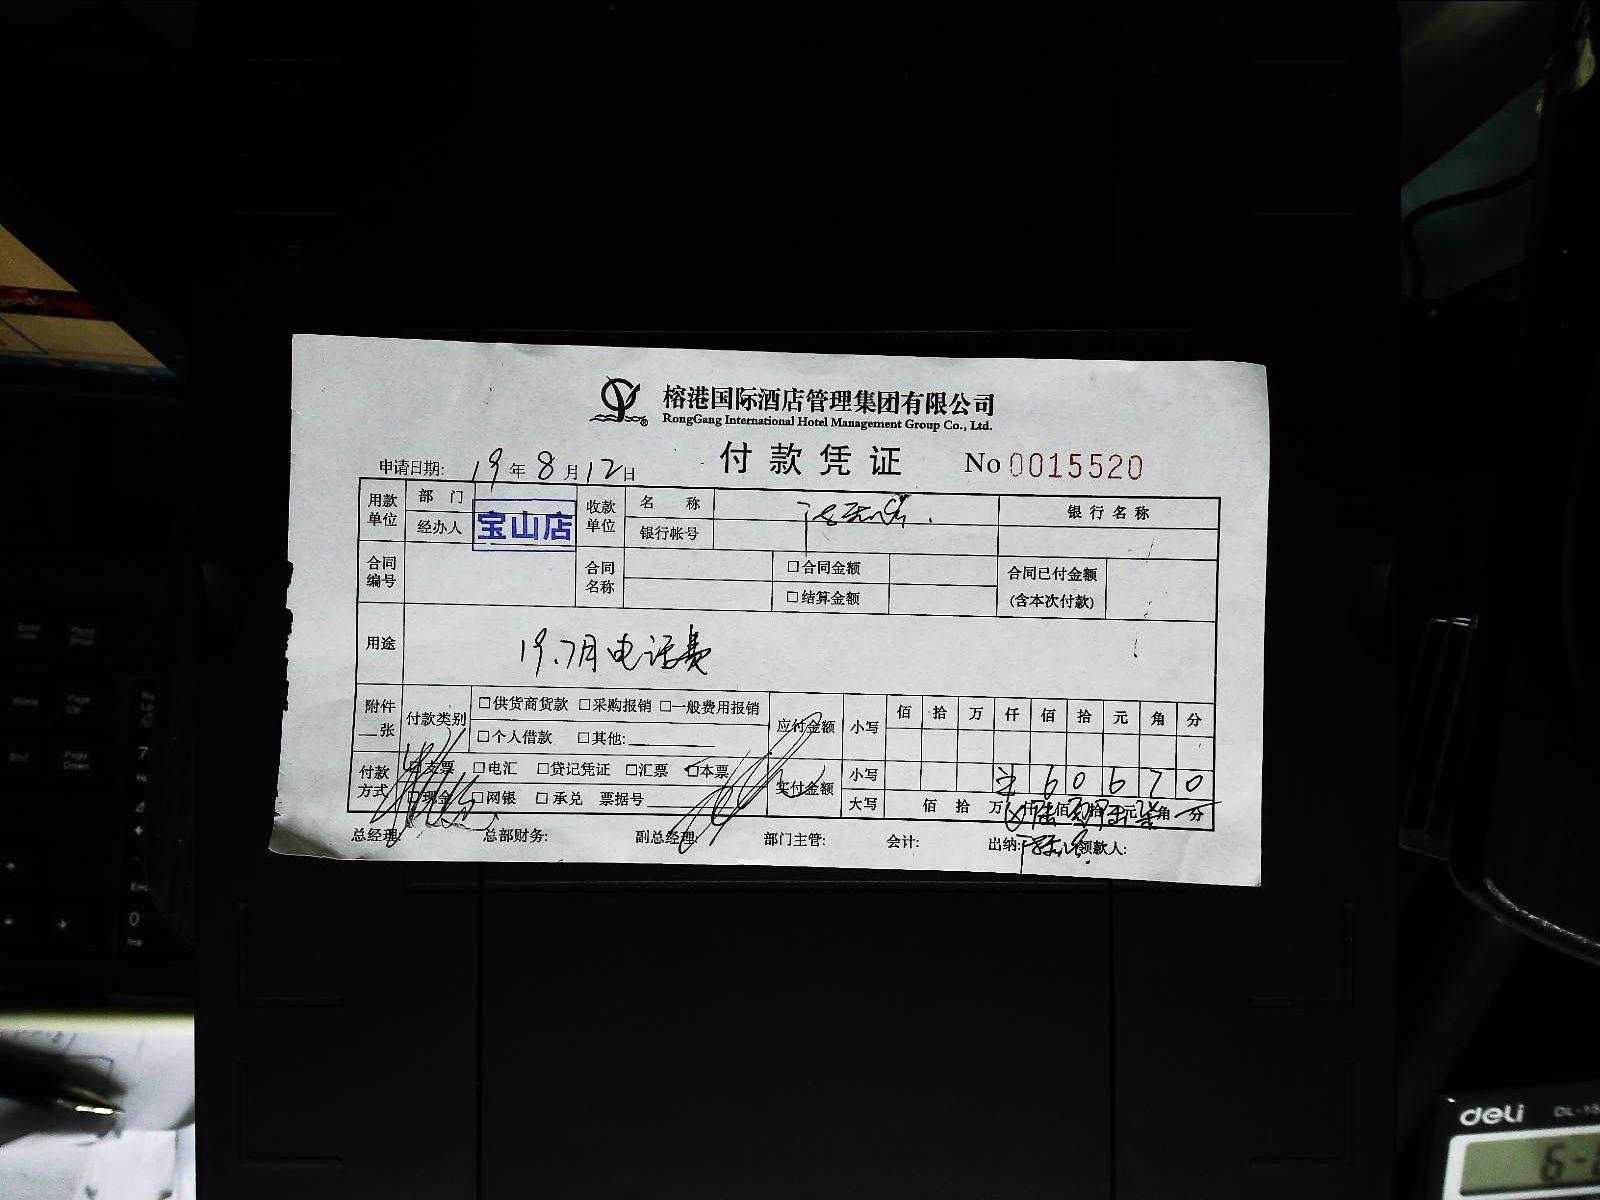 榕港国际酒店管理集团有限公司
RongGang International Hotel Management Group Co., Ltd.
付款凭证 No 0015520
申请日期: 19年8月12日
用款单位 部门 经办人 宝山店 收款单位 名称 银行名称
银行帐号
合同编号 合同名称 □合同金额 合同已付金额
□结算金额 (含本次付款)
用途 19.7月电话费
附件 张 付款类别 □供货商货款 □采购报销 □一般费用报销 应付金额 小写 佰 拾 万 仟 佰 拾 元 角 分
□个人借款 □其他:
付款方式 □支票 □电汇 □贷记凭证 □汇票 □本票 实付金额 小写 ¥ 6 0 6 7 0
□现金 □网银 □承兑 票据号 大写 佰 拾 万 仟 佰 拾 元 角 分
总经理: 总部财务: 副总经理: 部门主管: 会计: 出纳: 领款人:
deli